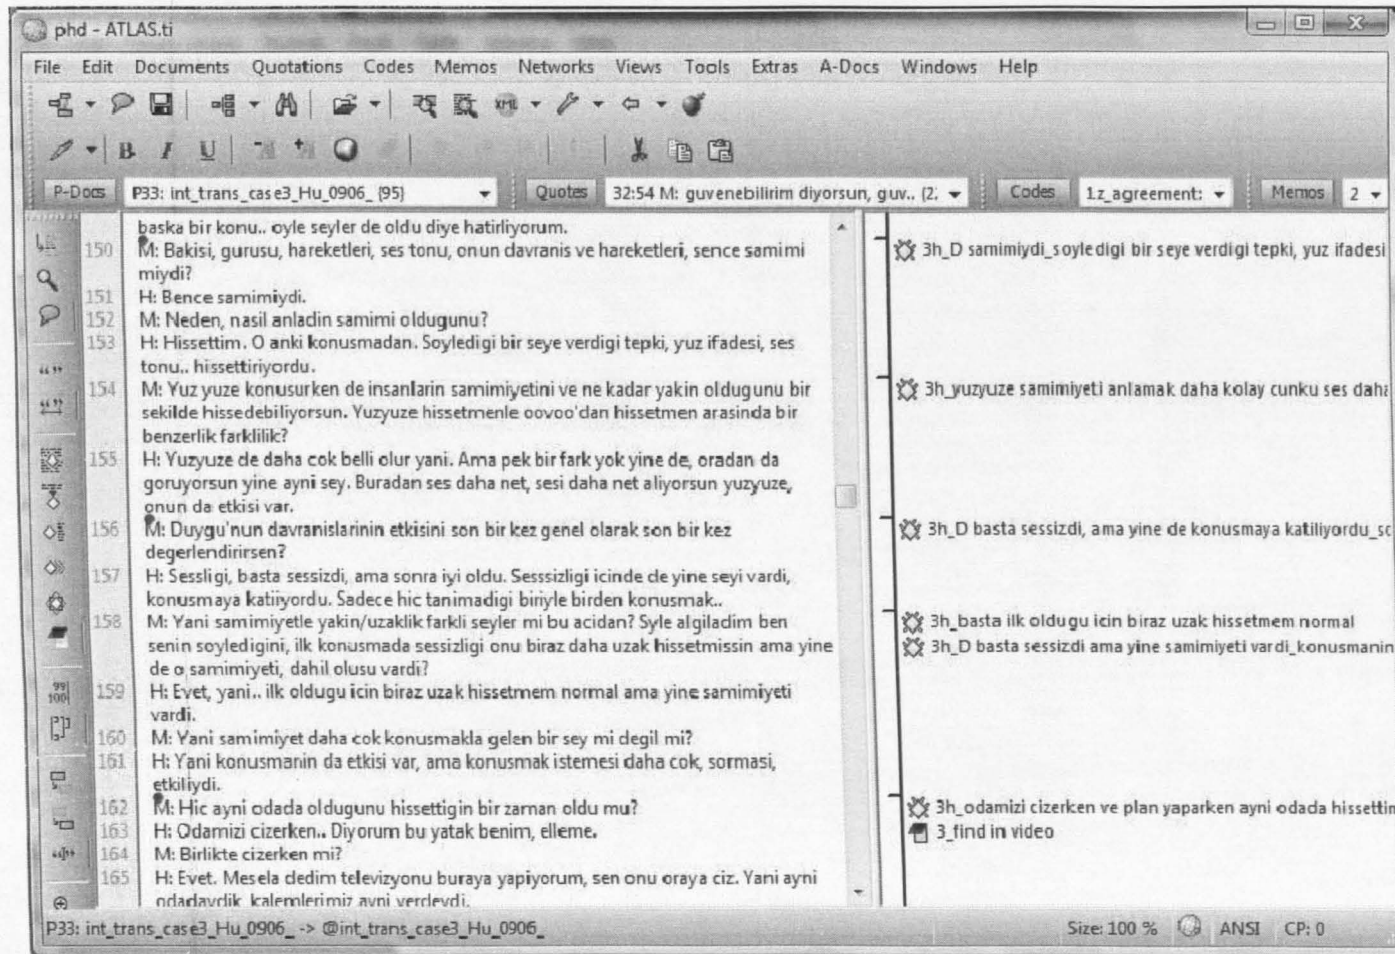 phd - ATLAS.ti
File Edit Documents Quotations Codes Memos Networks Views Tools Extras A-Docs Windows Help
XML
B I U
P-Docs P33: int_trans_case3_Hu_0906_ {95} Quotes 32:54 M: guvenebilirim diyorsun, guv.. {2. Codes 1z_agreement: Memos 2
baska bir konu.. oyle seyler de oldu diye hatirliyorum.
150 M: Bakisi, gurusu, hareketleri, ses tonu, onun davranis ve hareketleri, sence samimi
miydi?
151 H: Bence samimiydi.
152 M: Neden, nasil anladin samimi oldugunu?
153 H: Hissettim. O anki konusmadan. Soyledigi bir seye verdigi tepki, yuz ifadesi, ses
tonu.. hissettiriyordu.
154 M: Yuz yuze konusurken de insanlarin samimiyetini ve ne kadar yakin oldugunu bir
sekilde hissedebiliyorsun. Yuzyuze hissetmenle oovoo'dan hissetmen arasinda bir
benzerlik farklilik?
155 H: Yuzyuze de daha cok belli olur yani. Ama pek bir fark yok yine de, oradan da
goruyorsun yine ayni sey. Buradan ses daha net, sesi daha net aliyorsun yuzyuze,
onun da etkisi var.
156 M: Duygu'nun davranislarinin etkisini son bir kez genel olarak son bir kez
degerlendirirsen?
157 H: Sessligi, basta sessizdi, ama sonra iyi oldu. Sesssizligi icinde de yine seyi vardi,
konusmaya katiiyordu. Sadece hic tanimadigi biriyle birden konusmak..
158 M: Yani samimiyetle yakin/uzaklik farkli seyler mi bu acidan? Syle algiladim ben
senin soyledigini, ilk konusmada sessizligi onu biraz daha uzak hissetmissin ama yine
de o samimiyeti, dahil olusu vardi?
159 H: Evet, yani.. ilk oldugu icin biraz uzak hissetmem normal ama yine samimiyeti
vardi.
160 M: Yani samimiyet daha cok konusmakla gelen bir sey mi degil mi?
161 H: Yani konusmanin da etkisi var, ama konusmak istemesi daha cok, sormasi,
etkiliydi.
162 M: Hic ayni odada oldugunu hissettigin bir zaman oldu mu?
163 H: Odamizi cizerken.. Diyorum bu yatak benim, elleme.
164 M: Birlikte cizerken mi?
165 H: Evet. Mesela dedim televizyonu buraya yapiyorum, sen onu oraya ciz. Yani ayni
odadaydik, kalemlerimiz ayni yerdeydi.
3h_D samimiydi_soyledigi bir seye verdigi tepki, yuz ifadesi
3h_yuzyuze samimiyeti anlamak daha kolay cunku ses daha
3h_D basta sessizdi, ama yine de konusmaya katiliyordu_sc
3h_basta ilk oldugu icin biraz uzak hissetmem normal
3h_D basta sessizdi ama yine samimiyeti vardi_konusmanin
3h_odamizi cizerken ve plan yaparken ayni odada hissettin
3_find in video
99
100
P33: int_trans_case3_Hu_0906_ -> @int_trans_case3_Hu_0906_ Size: 100 % ANSI CP: 0